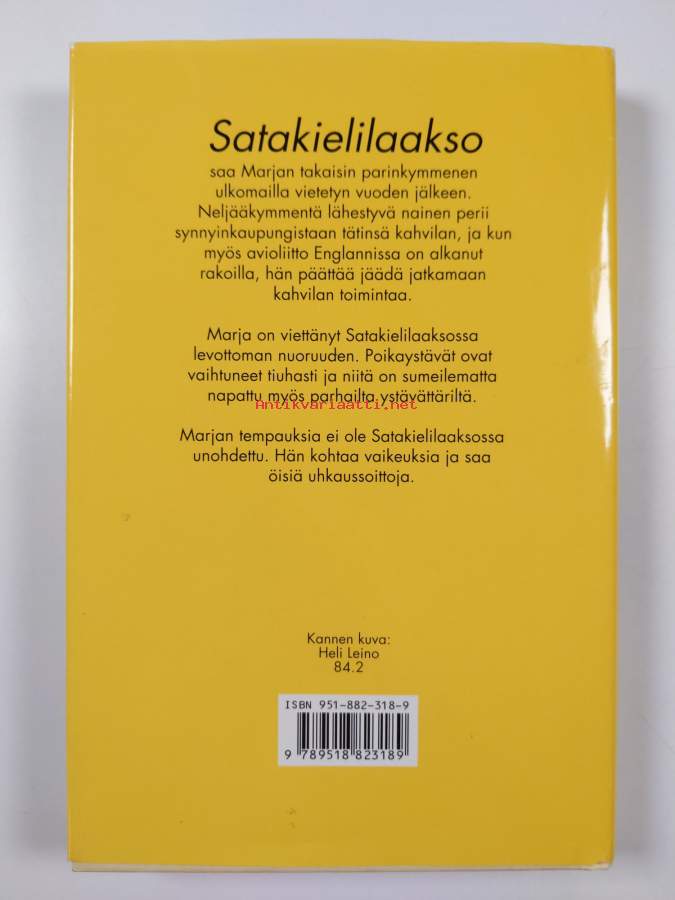 Satakielilaakso
saa Marjan takaisin parinkymmenen
ulkomailla vietetyn vuoden jälkeen.
Neljääkymmentä lähestyvä nainen perii
synnyinkaupungistaan tätinsä kahvilan, ja kun
myös avioliitto Englannissa on alkanut
rakoilla, hän päättää jäädä jatkamaan
kahvilan toimintaa.
Marja on viettänyt Satakielilaaksossa
levottoman nuoruuden. Poikaystävät ovat
vaihtuneet tiuhasti ja niitä on sumeilematta
napattu myös parhailta ystävättäriltä.
Antikvariaatti.net
Marjan tempauksia ei ole Satakielilaaksossa
unohdettu. Hän kohtaa vaikeuksia ja saa
öisiä uhkaussoittoja.
Kannen kuva:
Heli Leino
84.2
ISBN 951-882-318-9
9 789518 823189